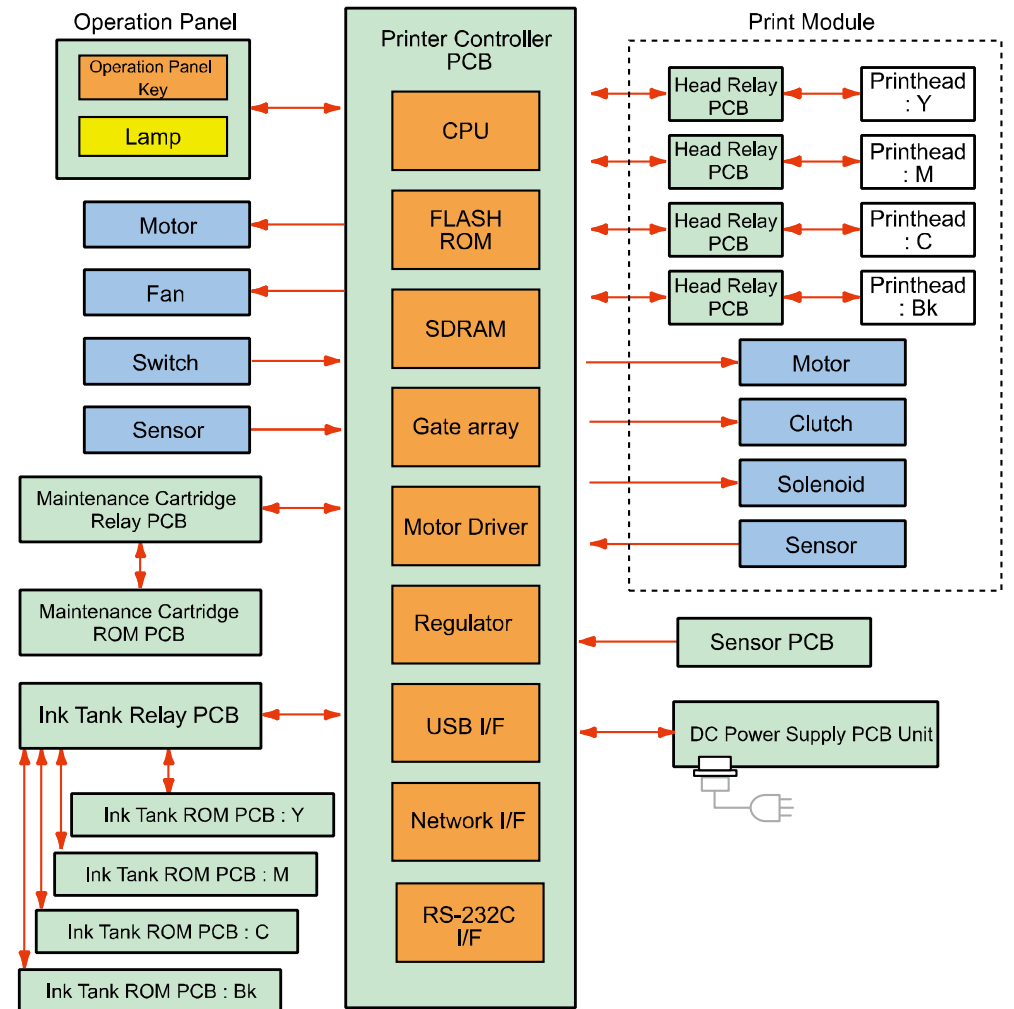 Operation Panel
Operation Panel
Key
Lamp
Motor
Fan
Switch
Sensor
Maintenance Cartridge
Relay PCB
Maintenance Cartridge
ROM PCB
Ink Tank Relay PCB
Ink Tank ROM PCB : Y
Ink Tank ROM PCB : M
Ink Tank ROM PCB : C
Ink Tank ROM PCB : Bk
Printer Controller
PCB
CPU
FLASH
ROM
SDRAM
Gate array
Motor Driver
Regulator
USB I/F
Network I/F
RS-232C
I/F
Print Module
Head Relay
PCB
Printhead
: Y
Head Relay
PCB
Printhead
: M
Head Relay
PCB
Printhead
: C
Head Relay
PCB
Printhead
: Bk
Motor
Clutch
Solenoid
Sensor
Sensor PCB
DC Power Supply PCB Unit